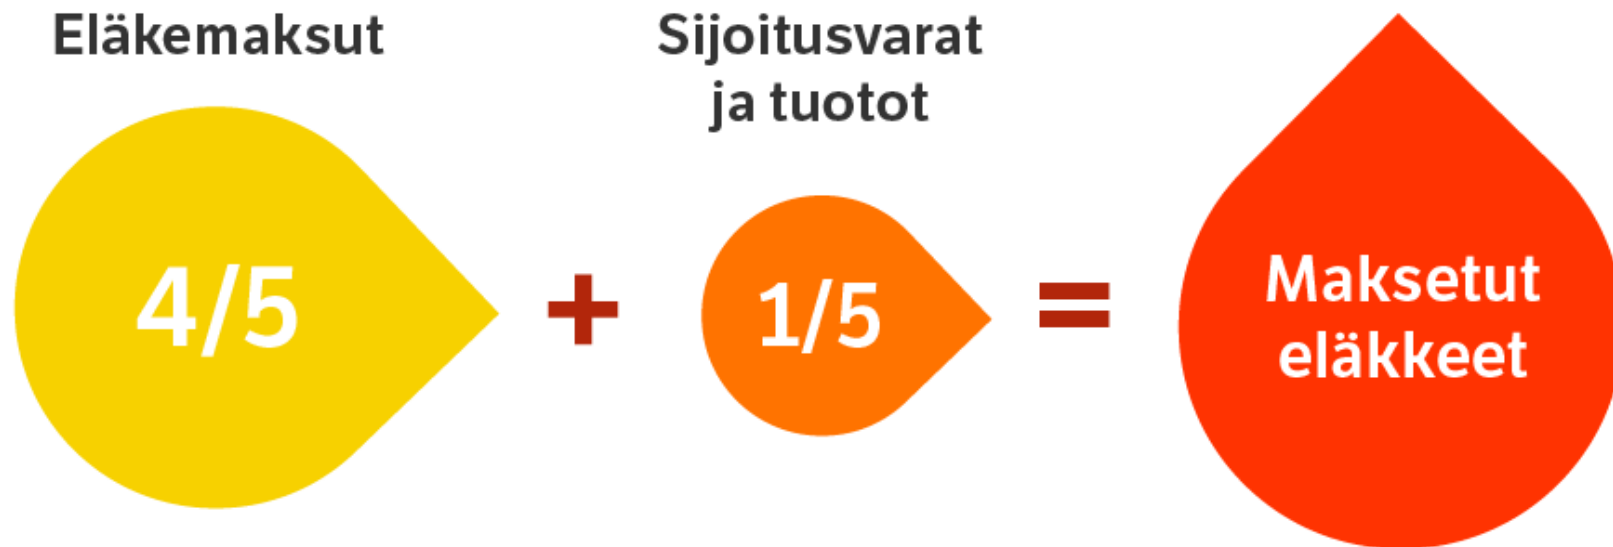 Eläkemaksut
Sijoitusvarat
ja tuotot
4/5
+
1/5
=
Maksetut
eläkkeet